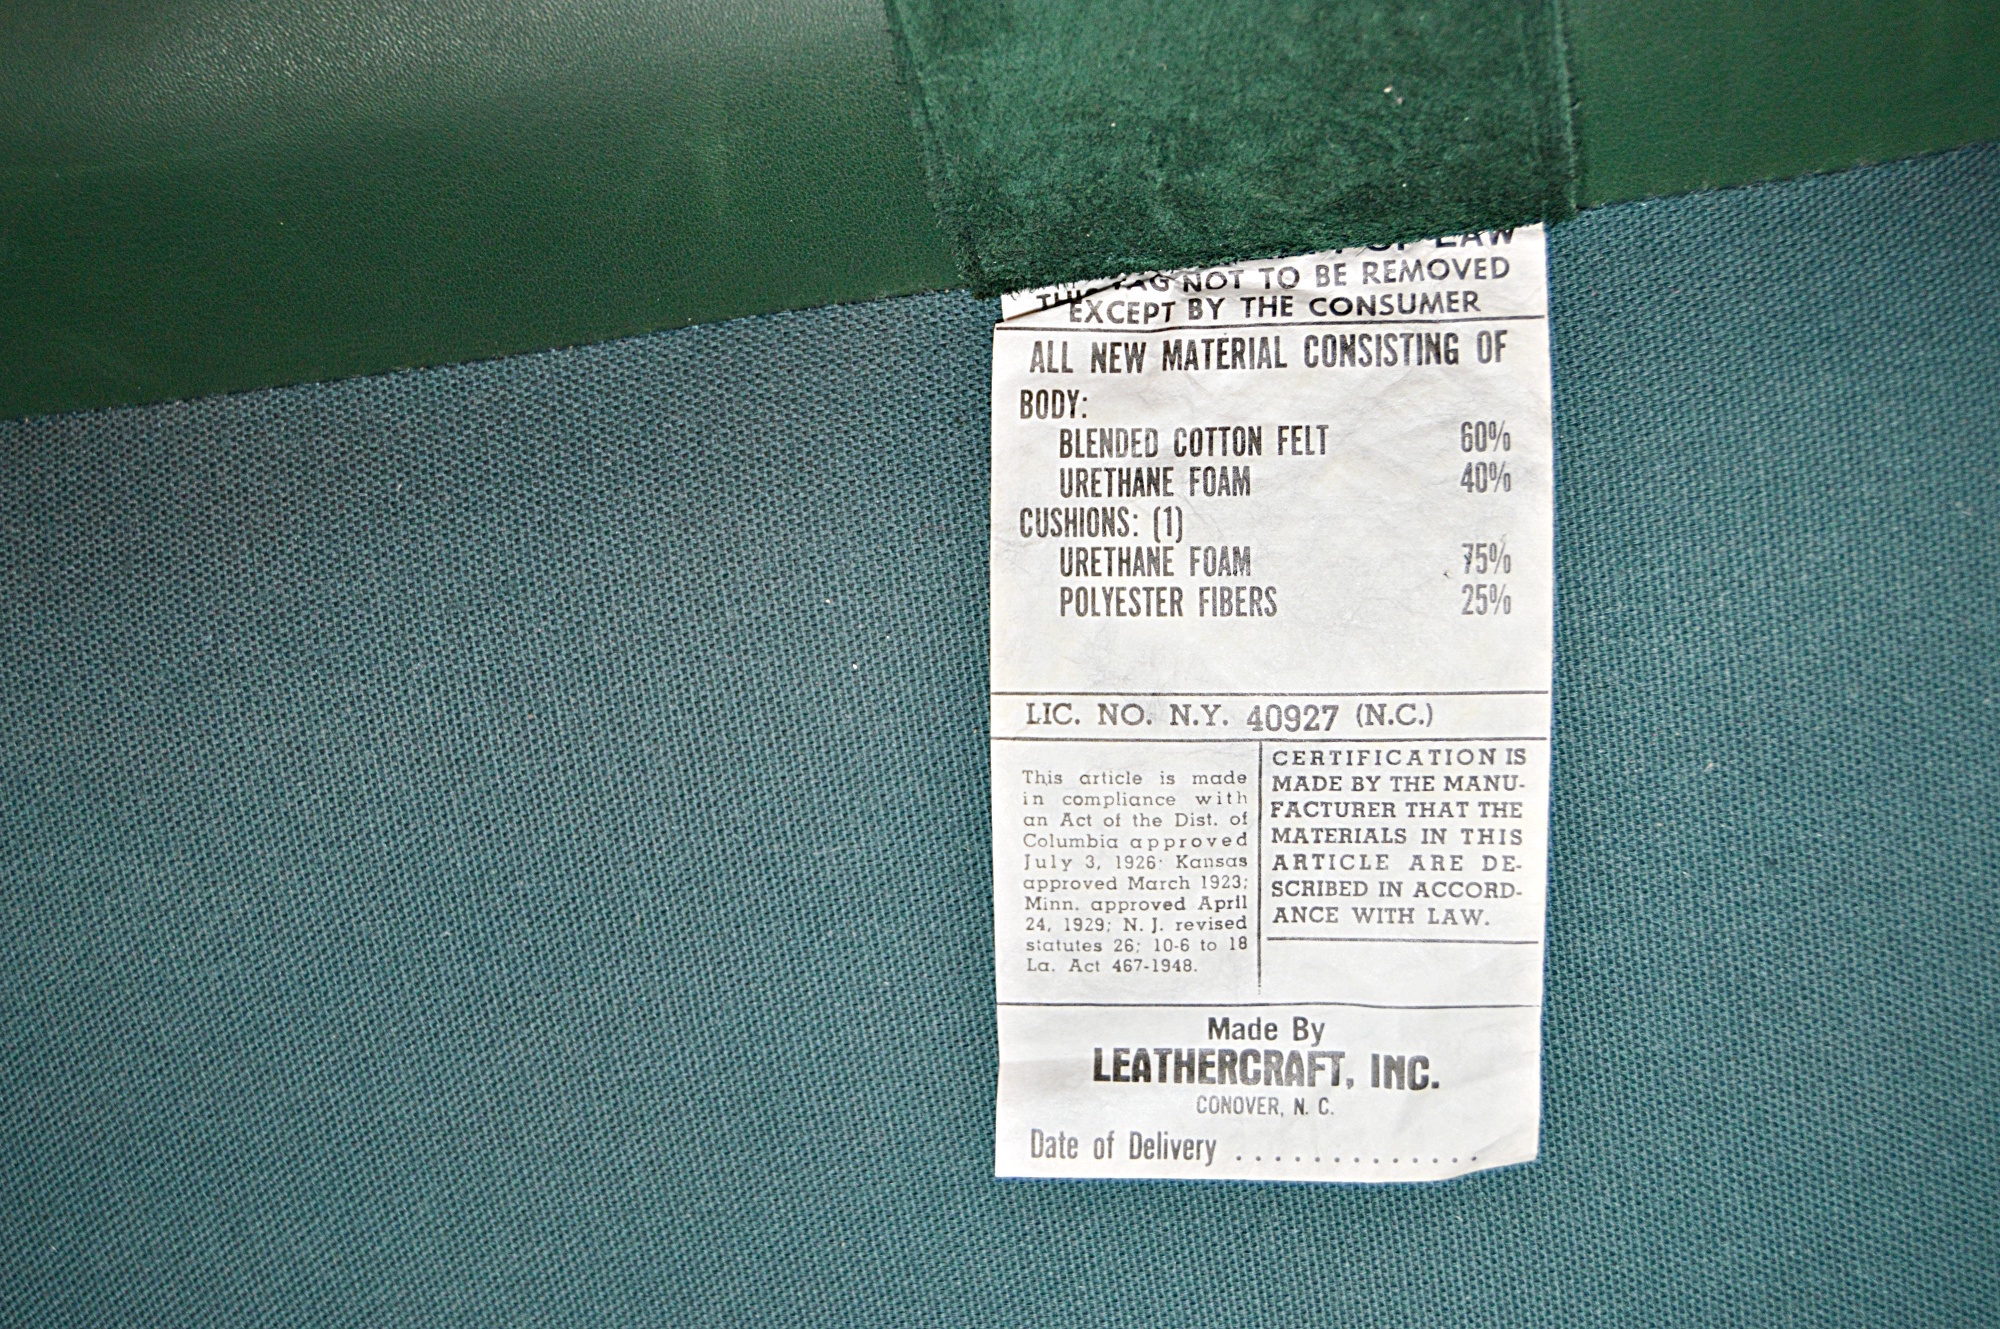 OF LAW
THIS TAG NOT TO BE REMOVED
EXCEPT BY THE CONSUMER
ALL NEW MATERIAL CONSISTING OF
BODY:
BLENDED COTTON FELT 60%
URETHANE FOAM 40%
CUSHIONS: (1)
URETHANE FOAM 75%
POLYESTER FIBERS 25%
LIC. NO. N.Y. 40927 (N.C.)
This article is made
in compliance with
an Act of the Dist. of
Columbia approved
July 3, 1926· Kansas
approved March 1923;
Minn. approved April
24, 1929; N. J. revised
statutes 26; 10-6 to 18
La. Act 467-1948.
CERTIFICATION IS
MADE BY THE MANU-
FACTURER THAT THE
MATERIALS IN THIS
ARTICLE ARE DE-
SCRIBED IN ACCORD-
ANCE WITH LAW.
Made By
LEATHERCRAFT, INC.
CONOVER, N. C.
Date of Delivery . . . . . . . . . . . . .